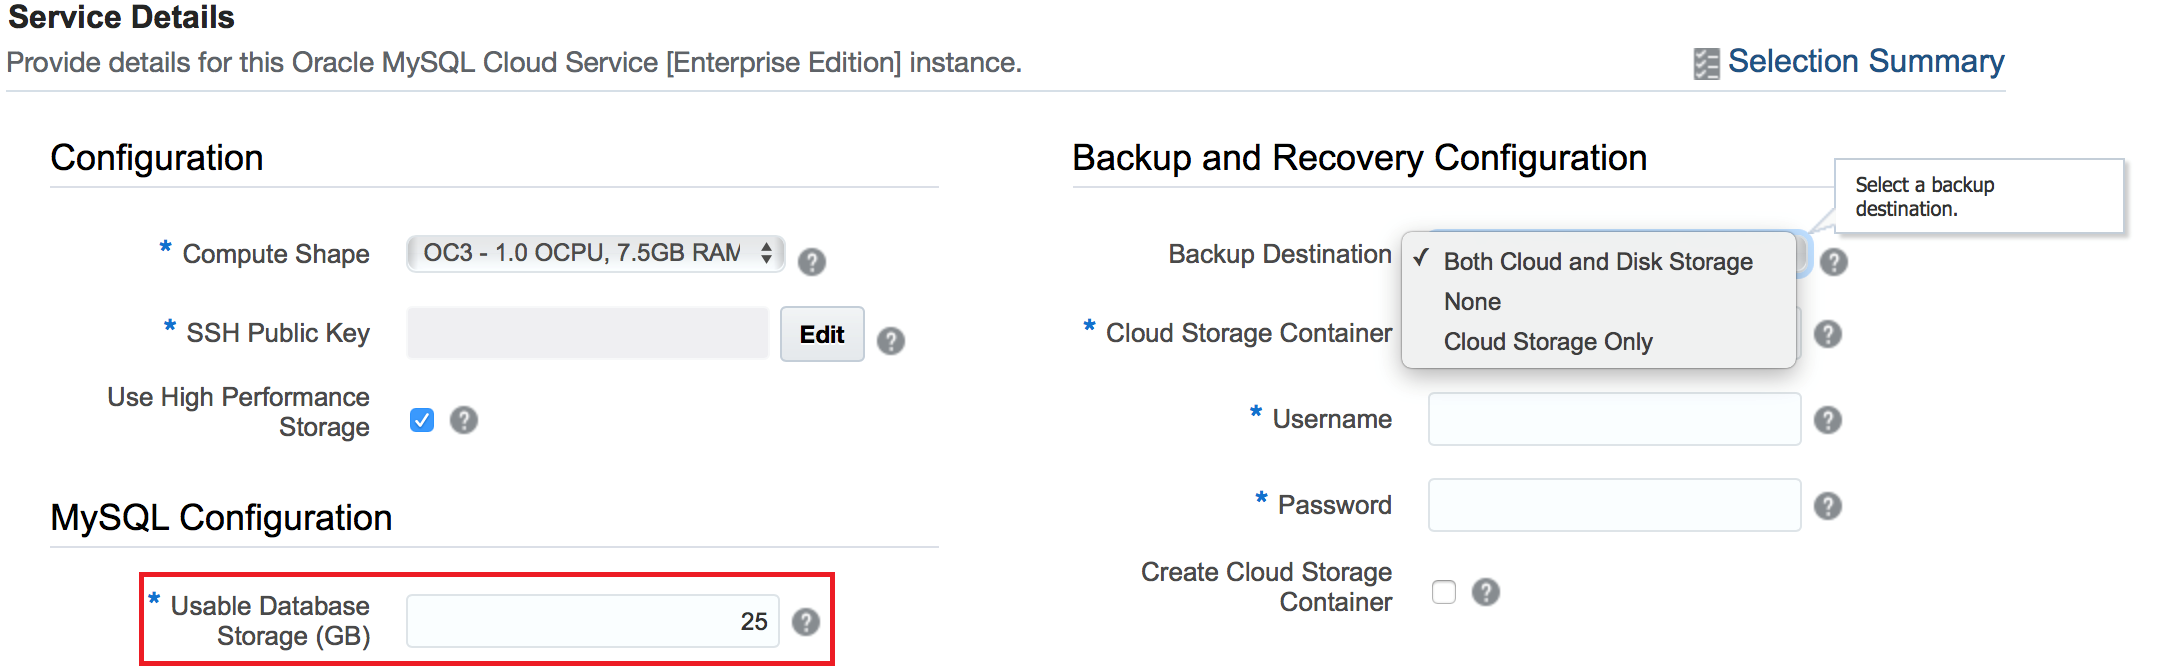 Service Details
Provide details for this Oracle MySQL Cloud Service [Enterprise Edition] instance.
Selection Summary
Configuration
* Compute Shape
OC3 - 1.0 OCPU, 7.5GB RAM
* SSH Public Key
Edit
Use High Performance
Storage
MySQL Configuration
* Usable Database
Storage (GB)
25
Backup and Recovery Configuration
Select a backup
destination.
Backup Destination
✓ Both Cloud and Disk Storage
None
Cloud Storage Only
* Cloud Storage Container
* Username
* Password
Create Cloud Storage
Container